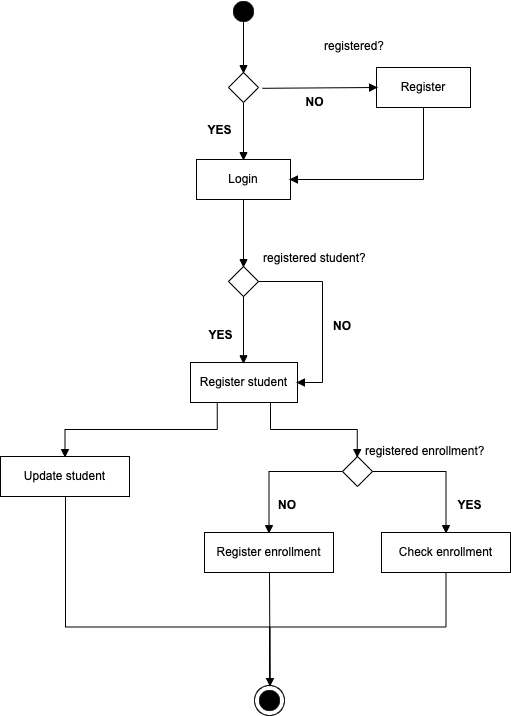 registered?
Register
NO
YES
Login
registered student?
NO
YES
Register student
registered enrollment?
Update student
NO
YES
Register enrollment
Check enrollment